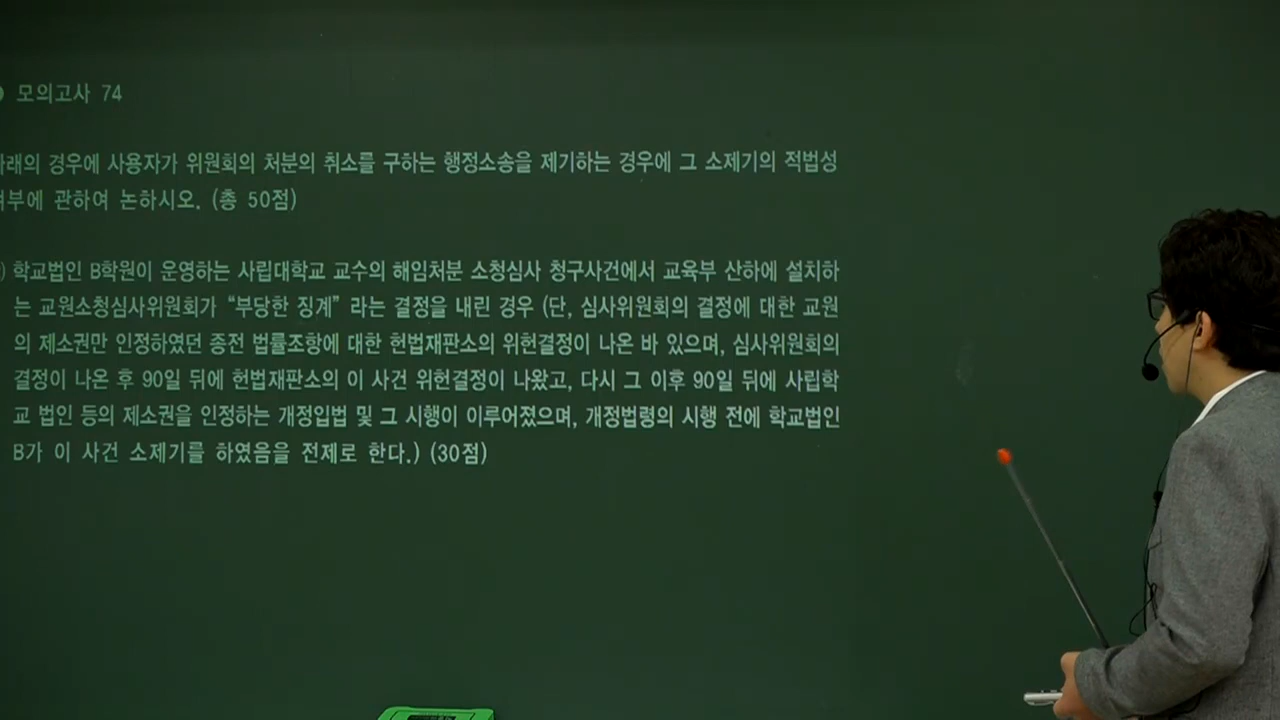 모의고사 74
아래의 경우에 사용자가 위원회의 처분의 취소를 구하는 행정소송을 제기하는 경우에 그 소제기의 적법성
여부에 관하여 논하시오. (총 50점)
) 학교법인 B학원이 운영하는 사립대학교 교수의 해임처분 소청심사 청구사건에서 교육부 산하에 설치하
는 교원소청심사위원회가 “부당한 징계” 라는 결정을 내린 경우 (단, 심사위원회의 결정에 대한 교원
의 제소권만 인정하였던 종전 법률조항에 대한 헌법재판소의 위헌결정이 나온 바 있으며, 심사위원회의
결정이 나온 후 90일 뒤에 헌법재판소의 이 사건 위헌결정이 나왔고, 다시 그 이후 90일 뒤에 사립학
교 법인 등의 제소권을 인정하는 개정입법 및 그 시행이 이루어졌으며, 개정법령의 시행 전에 학교법인
B가 이 사건 소제기를 하였음을 전제로 한다.) (30점)